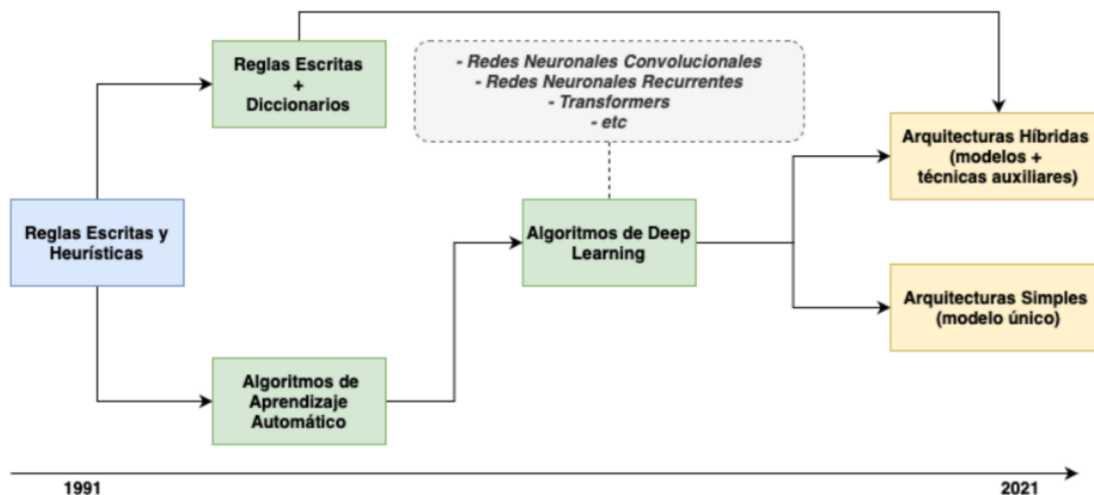 Reglas Escritas
+
Diccionarios
- Redes Neuronales Convolucionales
- Redes Neuronales Recurrentes
- Transformers
- etc
Arquitecturas Híbridas
(modelos +
técnicas auxiliares)
Reglas Escritas y
Heurísticas
Algoritmos de Deep
Learning
Arquitecturas Simples
(modelo único)
Algoritmos de
Aprendizaje
Automático
1991
2021